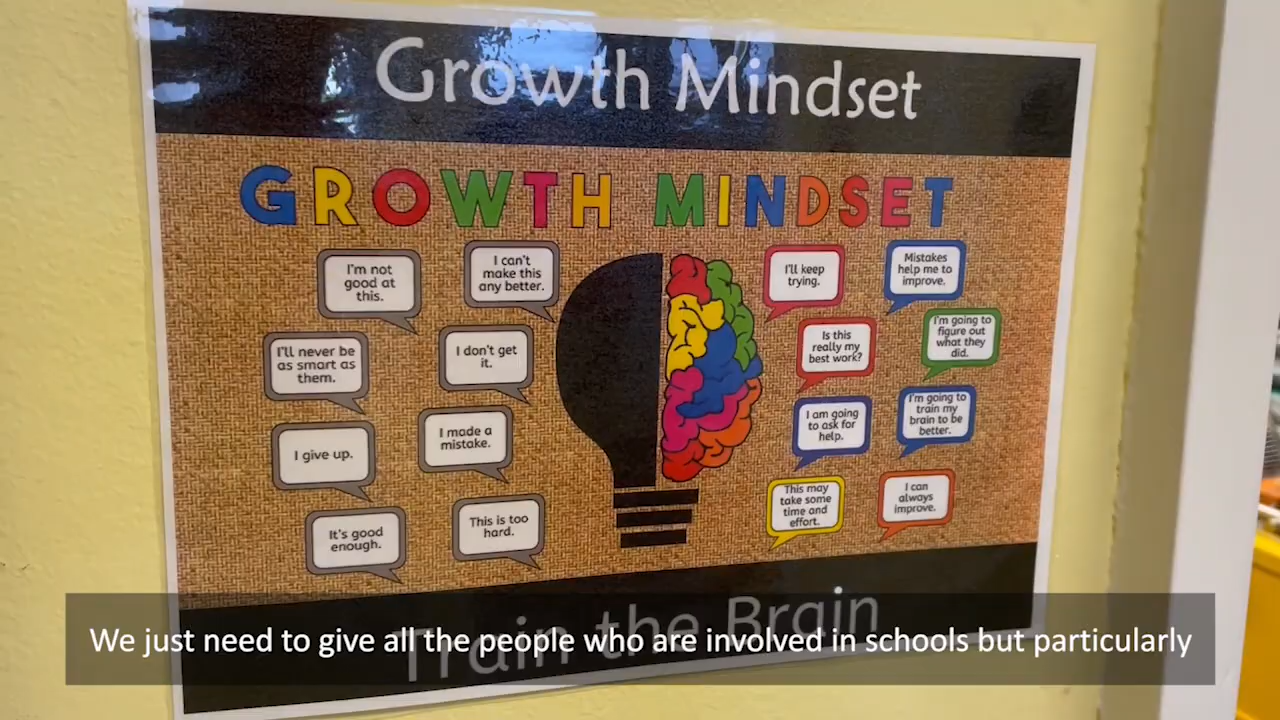 Growth Mindset
GROWTH MINDSET
I'm not
good at
this.
I can't
make this
any better.
I'll never be
as smart as
them.
I don't get
it.
I give up.
I made a
mistake.
It's good
enough.
This is too
hard.
I'll keep
trying.
Mistakes
help me to
improve.
Is this
really my
best work?
I'm going to
figure out
what they
did.
I am going
to ask for
help.
I'm going to
train my
brain to be
better.
This may
take some
time and
effort.
I can
always
improve.
Train the Brain
We just need to give all the people who are involved in schools but particularly